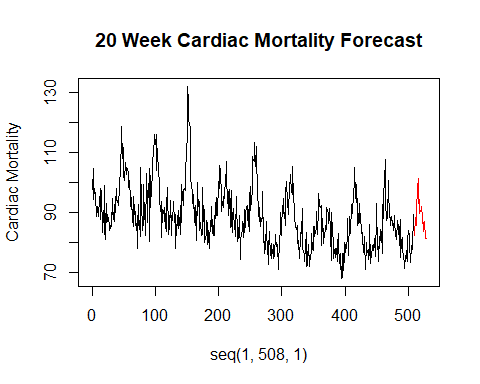 20 Week Cardiac Mortality Forecast
Cardiac Mortality
130
110
90
70
0 100 200 300 400 500
seq(1, 508, 1)